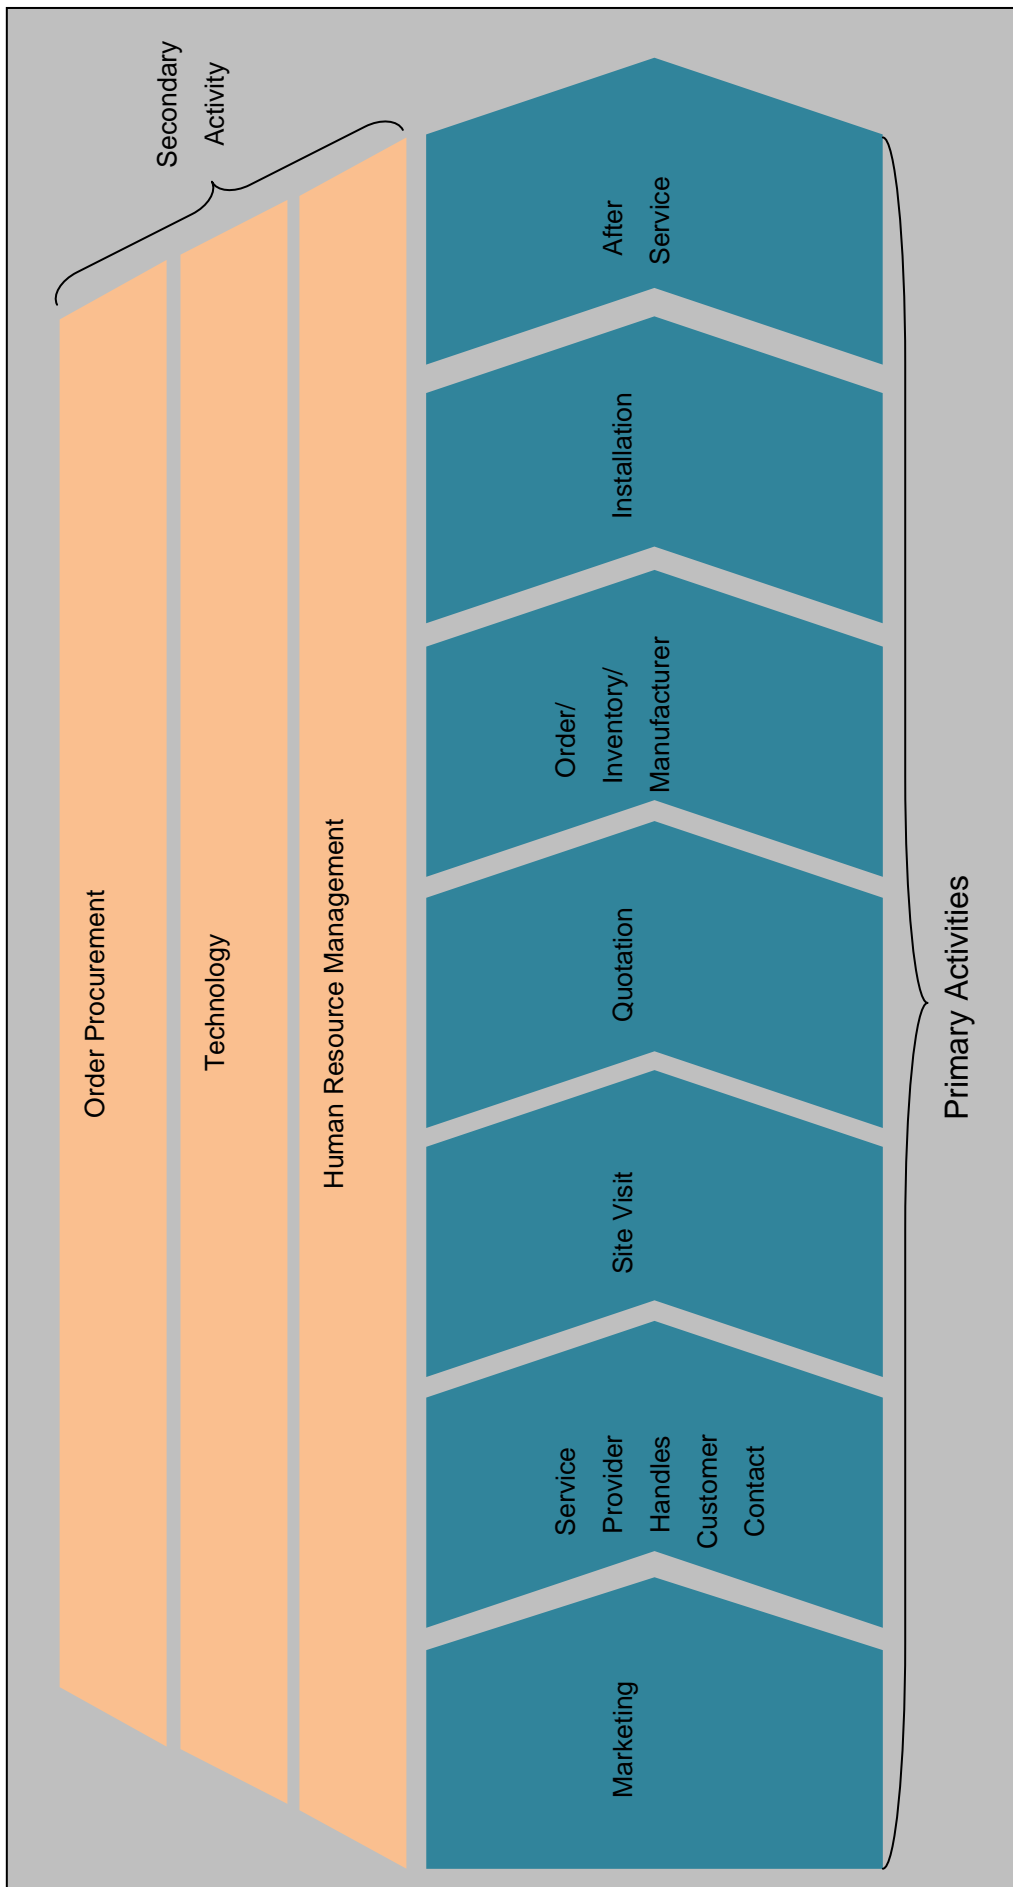 Secondary
Activity
Order Procurement
Technology
Human Resource Management
Marketing
Service
Provider
Handles
Customer
Contact
Site Visit
Quotation
Order/
Inventory/
Manufacturer
Installation
After
Service
Primary Activities